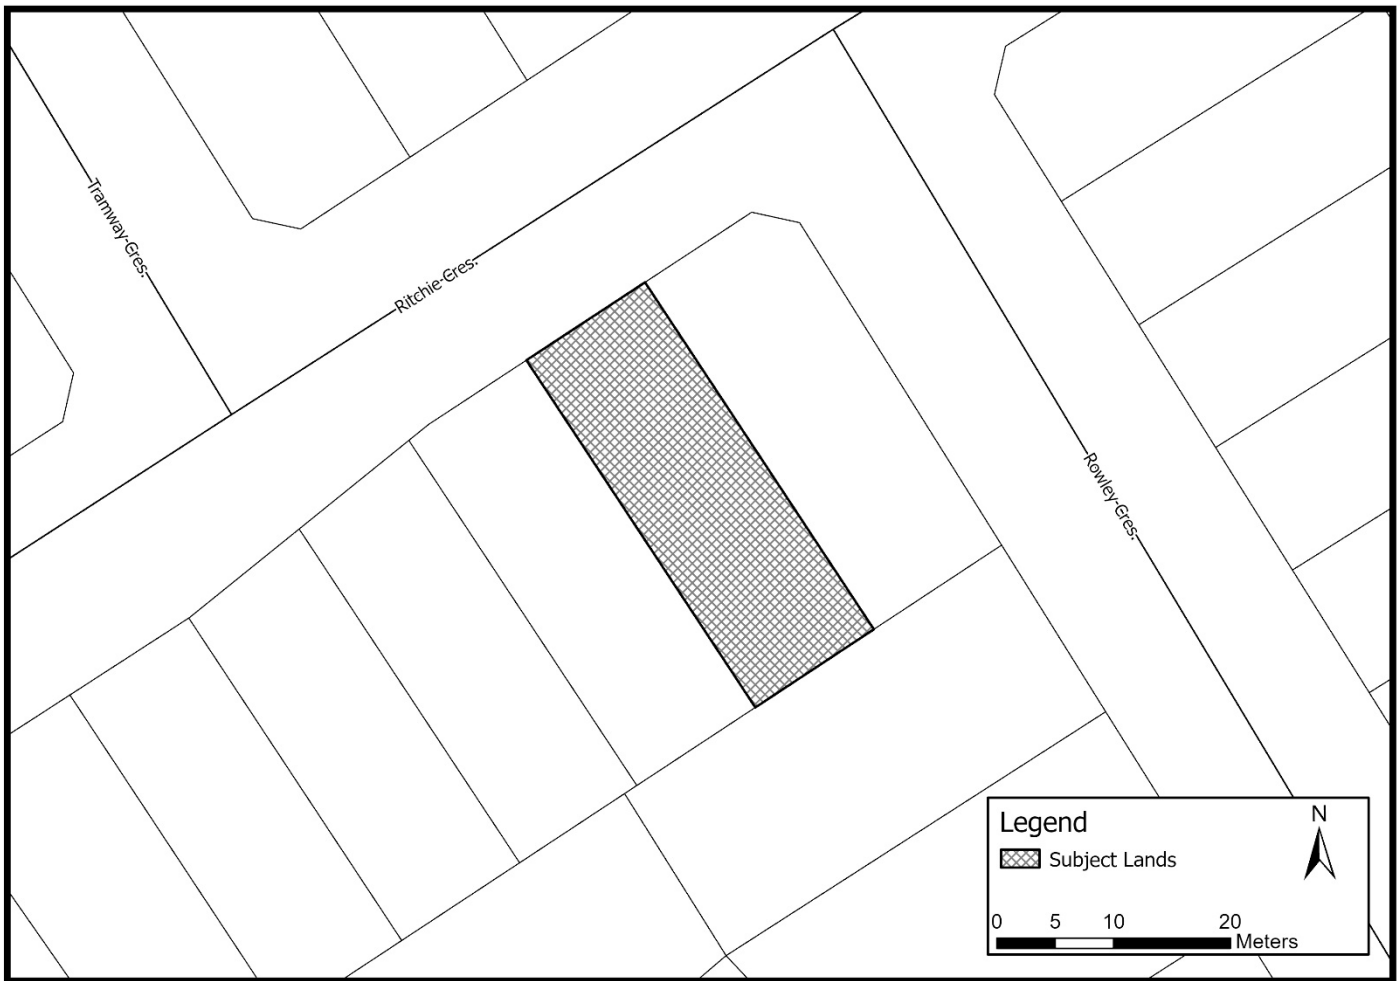 Tramway Cres.
Ritchie Cres.
Rowley Cres.
Legend
N
Subject Lands
0 5 10 20
Meters